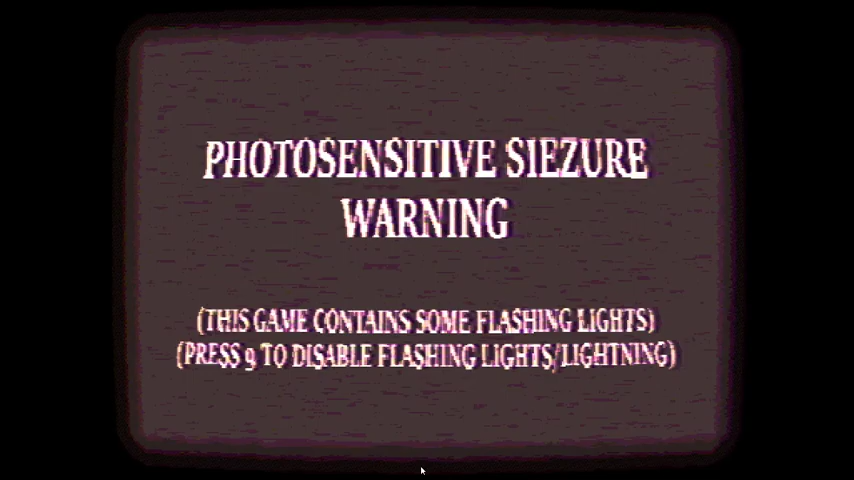 PHOTOSENSITIVE SIEZURE
WARNING
(THIS GAME CONTAINS SOME FLASHING LIGHTS)
(PRESS 9 TO DISABLE FLASHING LIGHTS/LIGHTNING)